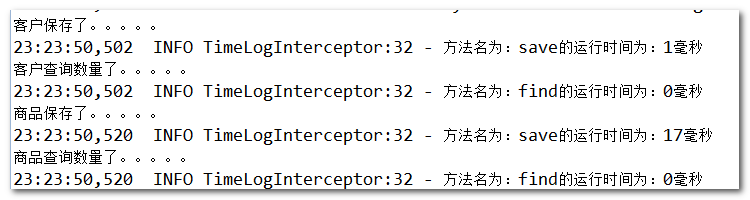 客户保存了。。。。。
23:23:50,502  INFO TimeLogInterceptor:32 - 方法名为：save的运行时间为：1毫秒
客户查询数量了。。。。。
23:23:50,502  INFO TimeLogInterceptor:32 - 方法名为：find的运行时间为：0毫秒
商品保存了。。。。。
23:23:50,520  INFO TimeLogInterceptor:32 - 方法名为：save的运行时间为：17毫秒
商品查询数量了。。。。。
23:23:50,520  INFO TimeLogInterceptor:32 - 方法名为：find的运行时间为：0毫秒